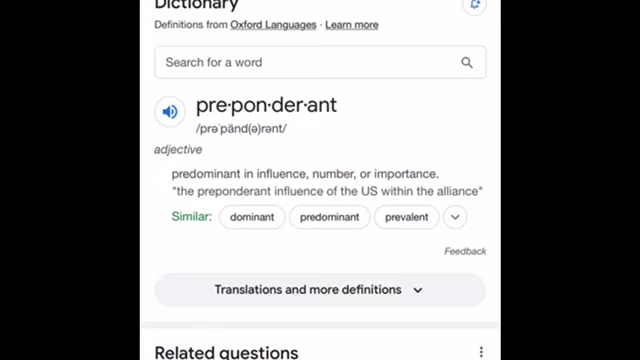 Dictionary
Definitions from Oxford Languages · Learn more
Search for a word
pre·pon·der·ant
/prəˈpänd(ə)rənt/
adjective
predominant in influence, number, or importance.
"the preponderant influence of the US within the alliance"
Similar: dominant predominant prevalent
Feedback
Translations and more definitions
Related questions